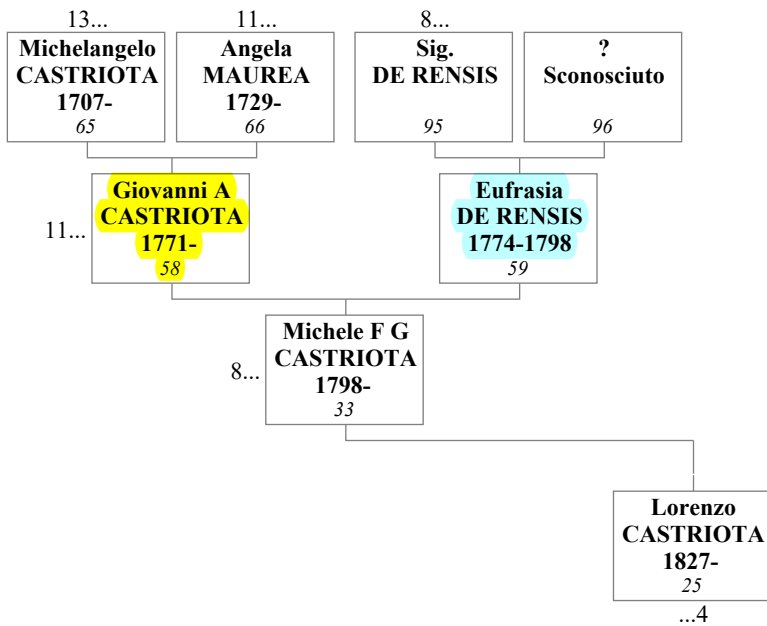 13...
11...
8...
Michelangelo
CASTRIOTA
1707-
65
Angela
MAUREA
1729-
66
Sig.
DE RENSIS
95
?
Sconosciuto
96
11...
Giovanni A
CASTRIOTA
1771-
58
Eufrasia
DE RENSIS
1774-1798
59
8...
Michele F G
CASTRIOTA
1798-
33
Lorenzo
CASTRIOTA
1827-
25
...4